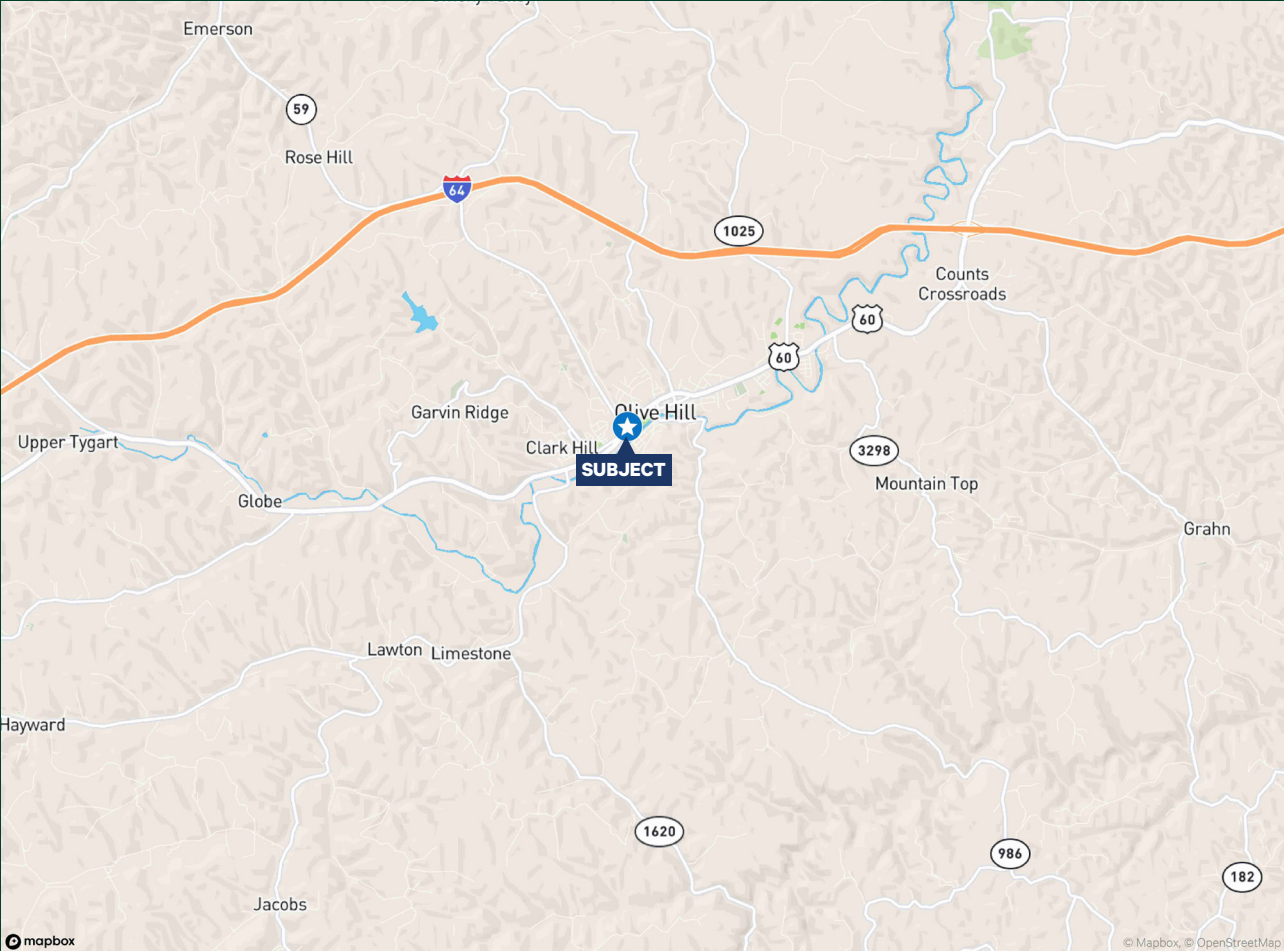 Emerson
59
Rose Hill
64
1025
Counts
Crossroads
60
60
Olive Hill
Garvin Ridge
Clark Hill
SUBJECT
Upper Tygart
3298
Mountain Top
Globe
Grahn
Lawton
Limestone
Hayward
1620
986
182
Jacobs
mapbox
© Mapbox, © OpenStreetMap